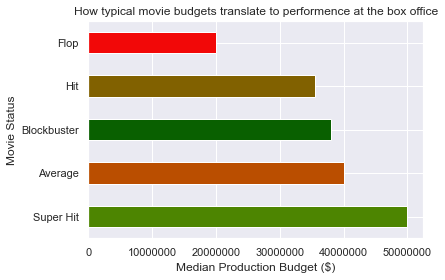 How typical movie budgets translate to performence at the box office
Flop
Hit
Blockbuster
Average
Super Hit
Movie Status
0 10000000 20000000 30000000 40000000 50000000
Median Production Budget ($)